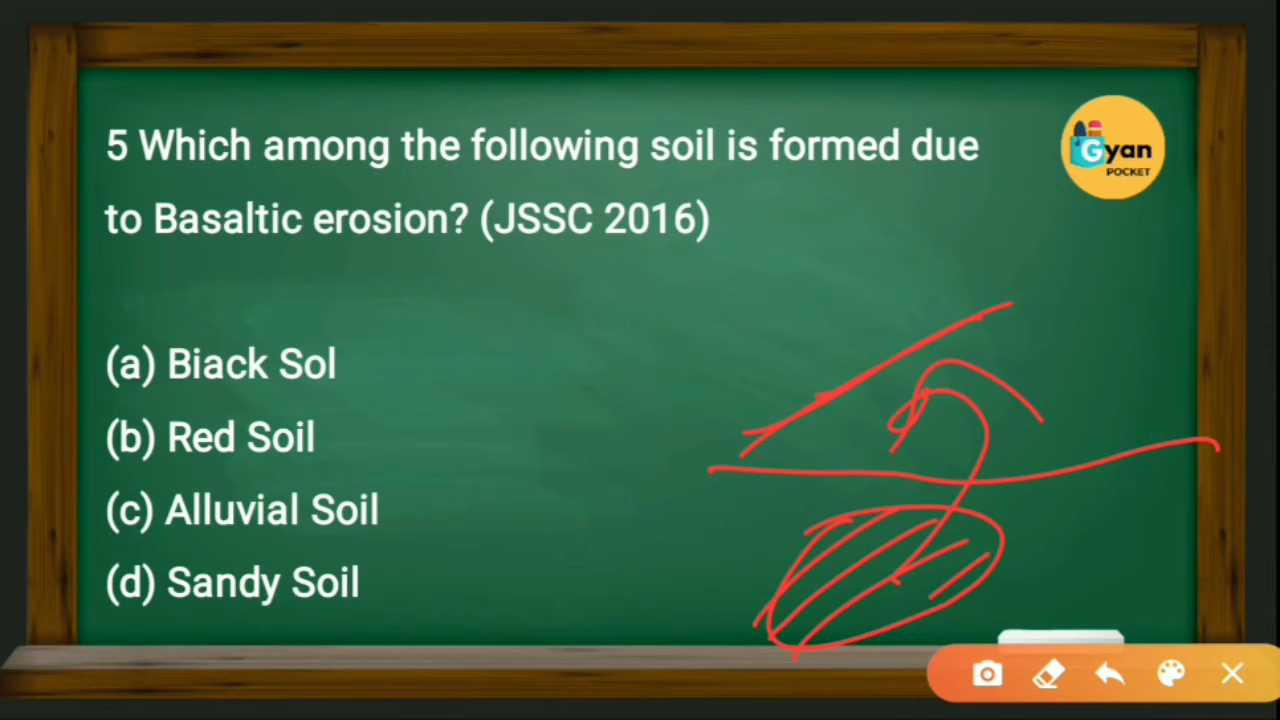 5 Which among the following soil is formed due
to Basaltic erosion? (JSSC 2016)
(a) Biack Sol
(b) Red Soil
(c) Alluvial Soil
(d) Sandy Soil
Gyan
POCKET